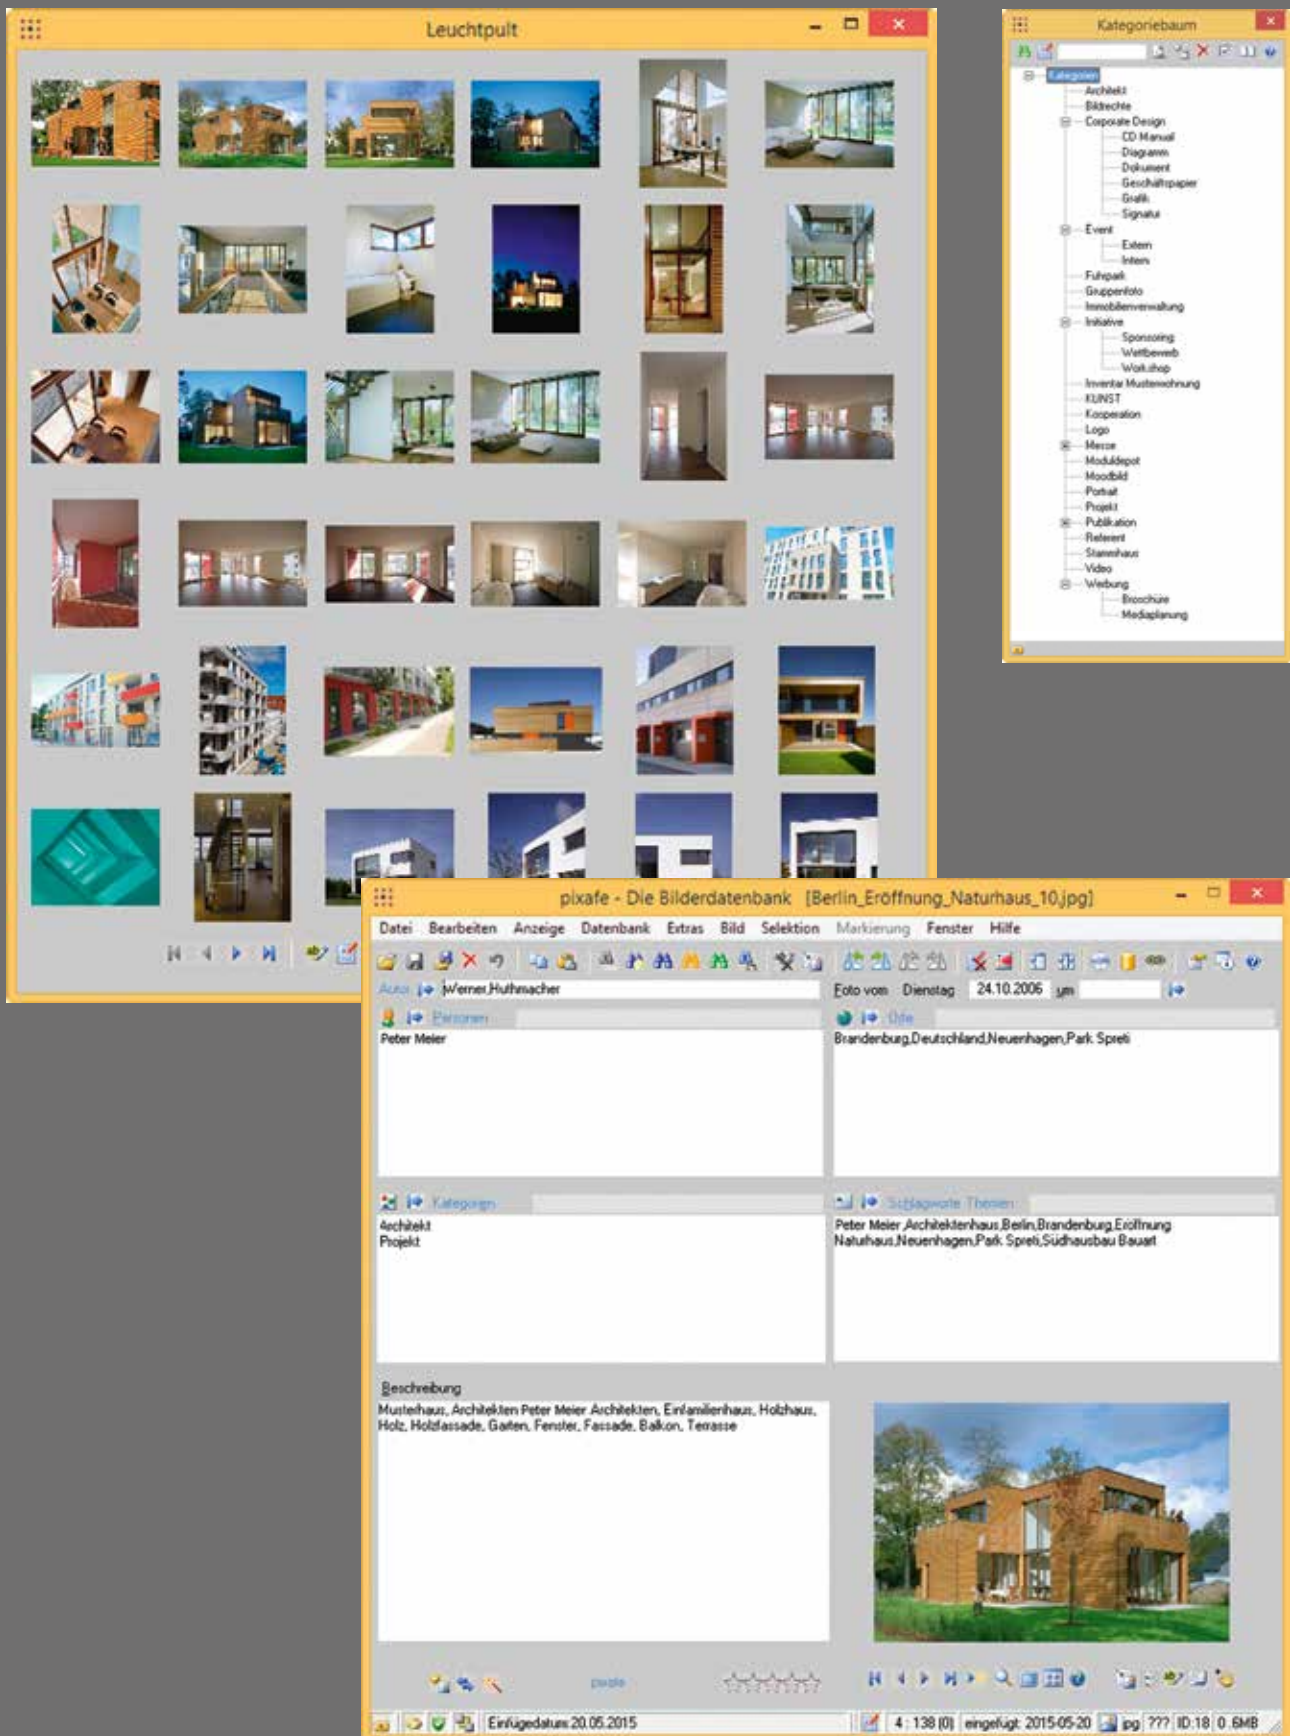 Leuchtpult
Kategoriebaum
Kategorien
Architekt
Bildrechte
Corporate Design
CD Manual
Diagramm
Dokument
Geschäftspapier
Grafik
Signatur
Event
Extern
Intern
Fuhrpark
Gruppenfoto
Immobilienverwaltung
Initiative
Sponsoring
Wettbewerb
Workshop
Inventar Musterwohnung
KUNST
Kooperation
Logo
Messe
Moduldepot
Moodbild
Portrait
Projekt
Publikation
Referent
Stammhaus
Video
Werbung
Broschüre
Mediaplanung
pixafe - Die Bilderdatenbank [Berlin_Eröffnung_Naturhaus_10.jpg]
Datei Bearbeiten Anzeige Datenbank Extras Bild Selektion Markierung Fenster Hilfe
Autor Werner,Huthmacher Foto vom Dienstag 24.10.2006 um
Personen Orte
Peter Meier Brandenburg,Deutschland,Neuenhagen,Park Spreti
Kategorien Schlagworte Themen
Architekt Peter Meier ,Architektenhaus,Berlin,Brandenburg,Eröffnung
Projekt Naturhaus,Neuenhagen,Park Spreti,Südhausbau Bauart
Beschreibung
Musterhaus, Architekten Peter Meier Architekten, Einfamilienhaus, Holzhaus,
Holz, Holzfassade, Garten, Fenster, Fassade, Balkon, Terrasse
pixafe
Einfügedatum:20.05.2015 4 : 138 (0) eingefügt: 2015-05-20 jpg ??? ID:18 0.6MB